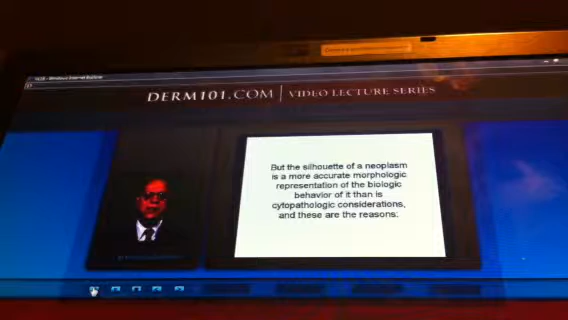 DERM101.COM | VIDEO LECTURE SERIES
But the silhouette of a neoplasm
is a more accurate morphologic
representation of the biologic
behavior of it than is
cytopathologic considerations,
and these are the reasons: